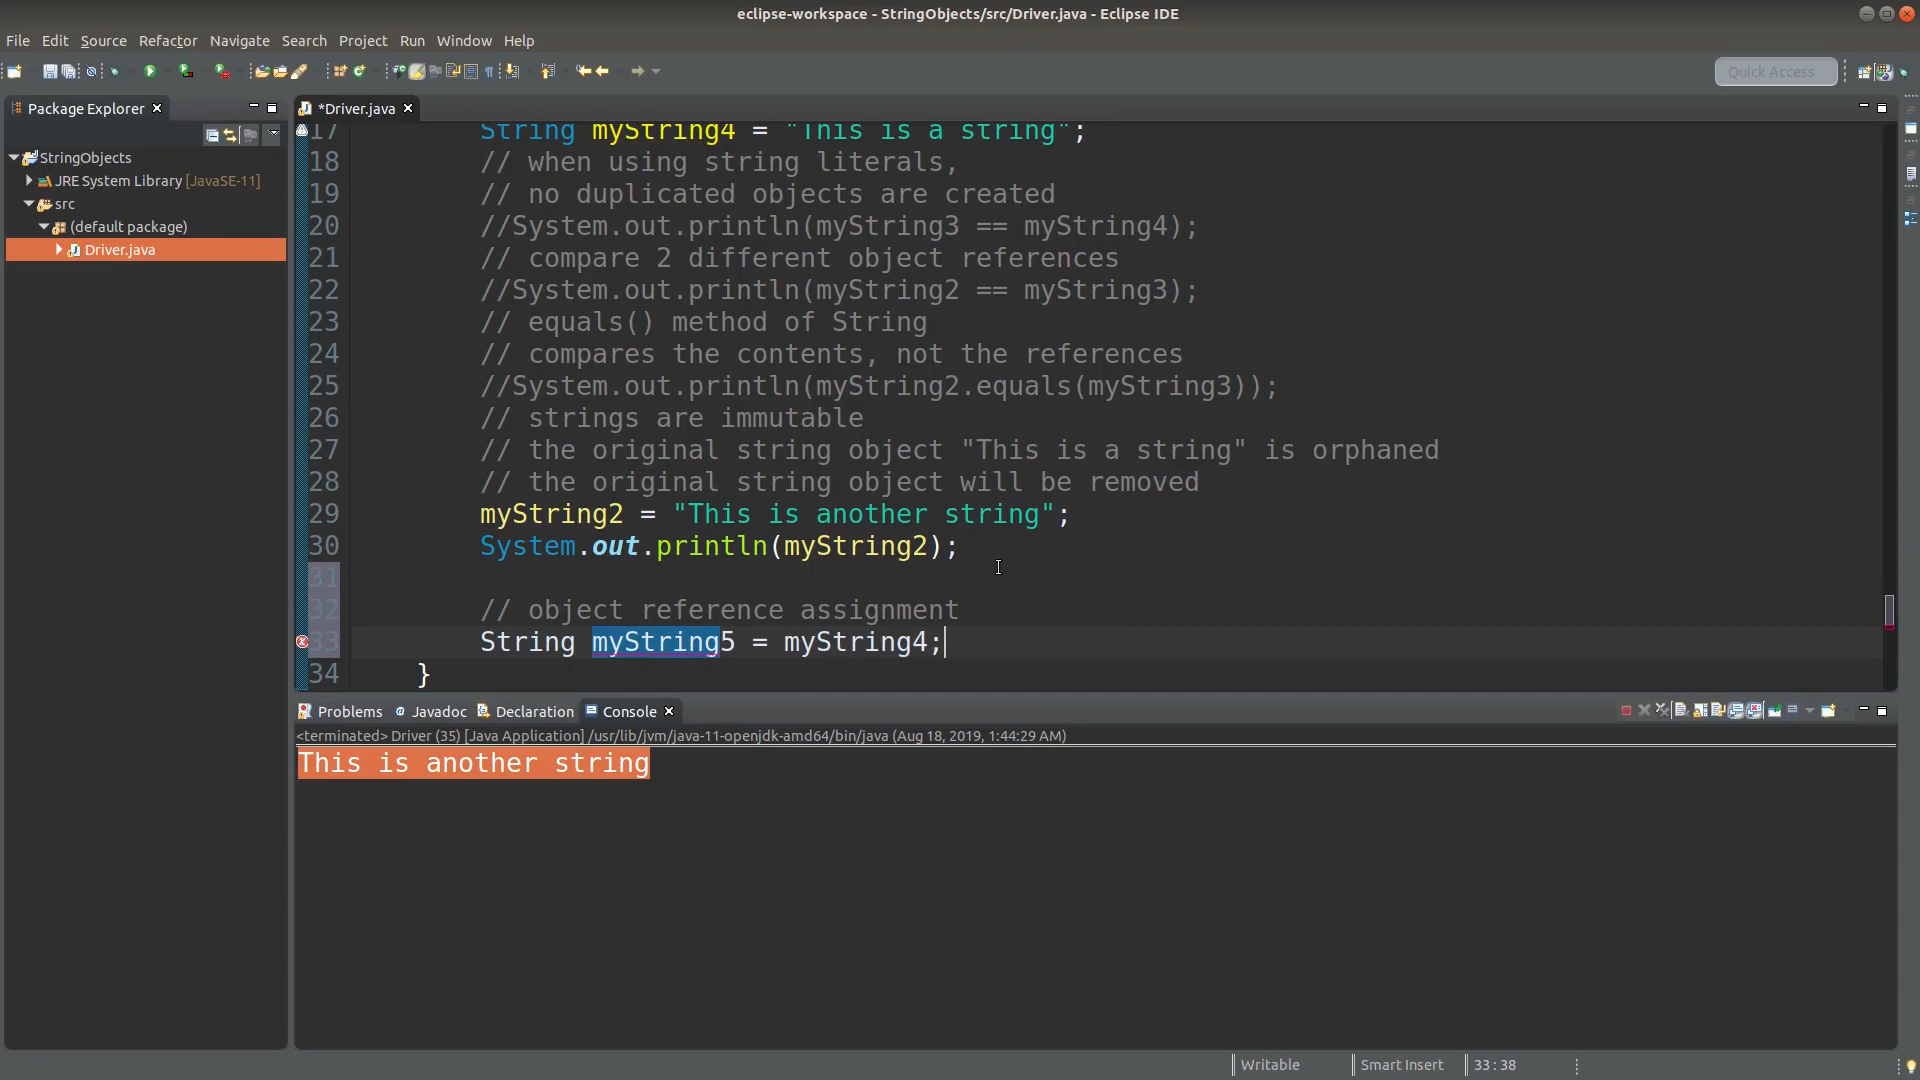 eclipse-workspace - StringObjects/src/Driver.java - Eclipse IDE
File Edit Source Refactor Navigate Search Project Run Window Help
Quick Access
Package Explorer
*Driver.java
StringObjects
JRE System Library [JavaSE-11]
src
(default package)
Driver.java
17 String myString4 = "This is a string";
18 // when using string literals,
19 // no duplicated objects are created
20 //System.out.println(myString3 == myString4);
21 // compare 2 different object references
22 //System.out.println(myString2 == myString3);
23 // equals() method of String
24 // compares the contents, not the references
25 //System.out.println(myString2.equals(myString3));
26 // strings are immutable
27 // the original string object "This is a string" is orphaned
28 // the original string object will be removed
29 myString2 = "This is another string";
30 System.out.println(myString2);
31
32 // object reference assignment
33 String myString5 = myString4;
34 }
Problems Javadoc Declaration Console
<terminated> Driver (35) [Java Application] /usr/lib/jvm/java-11-openjdk-amd64/bin/java (Aug 18, 2019, 1:44:29 AM)
This is another string
Writable Smart Insert 33 : 38